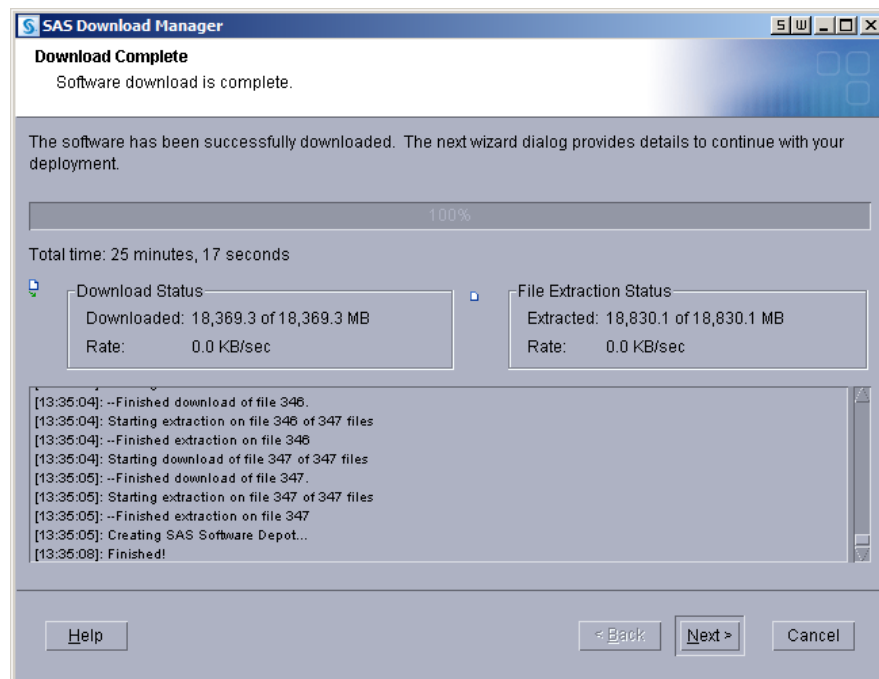 SAS Download Manager
Download Complete
Software download is complete.
The software has been successfully downloaded. The next wizard dialog provides details to continue with your
deployment.
100%
Total time: 25 minutes, 17 seconds
Download Status
Downloaded: 18,369.3 of 18,369.3 MB
Rate: 0.0 KB/sec
File Extraction Status
Extracted: 18,830.1 of 18,830.1 MB
Rate: 0.0 KB/sec
[13:35:04]: --Finished download of file 346.
[13:35:04]: Starting extraction on file 346 of 347 files
[13:35:04]: --Finished extraction on file 346
[13:35:04]: Starting download of file 347 of 347 files
[13:35:05]: --Finished download of file 347.
[13:35:05]: Starting extraction on file 347 of 347 files
[13:35:05]: --Finished extraction on file 347
[13:35:05]: Creating SAS Software Depot...
[13:35:08]: Finished!
Help
< Back
Next >
Cancel